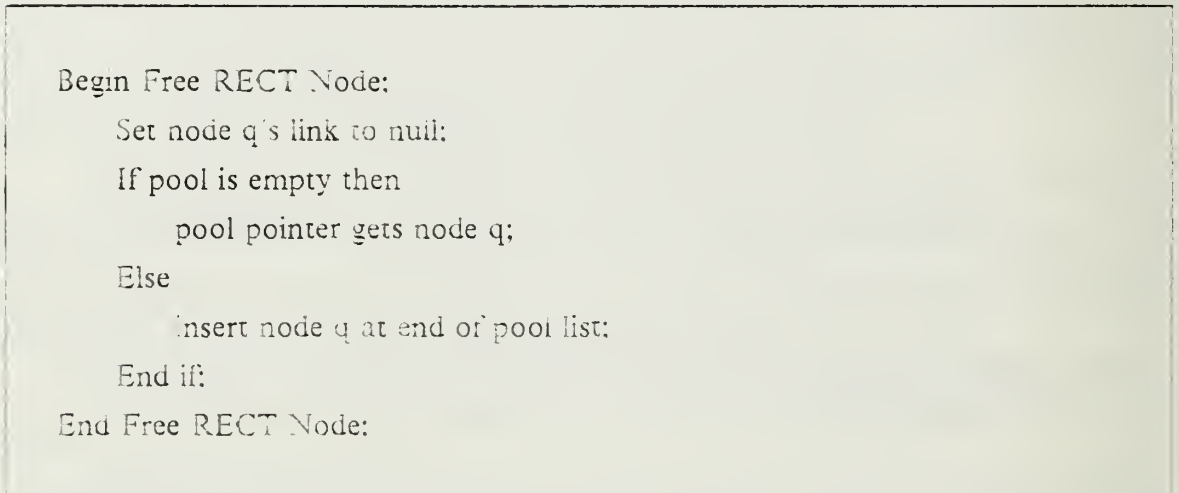 Begin Free RECT Node;
Set node q's link to null;
If pool is empty then
pool pointer gets node q;
Else
insert node q at end of pool list;
End if;
End Free RECT Node;